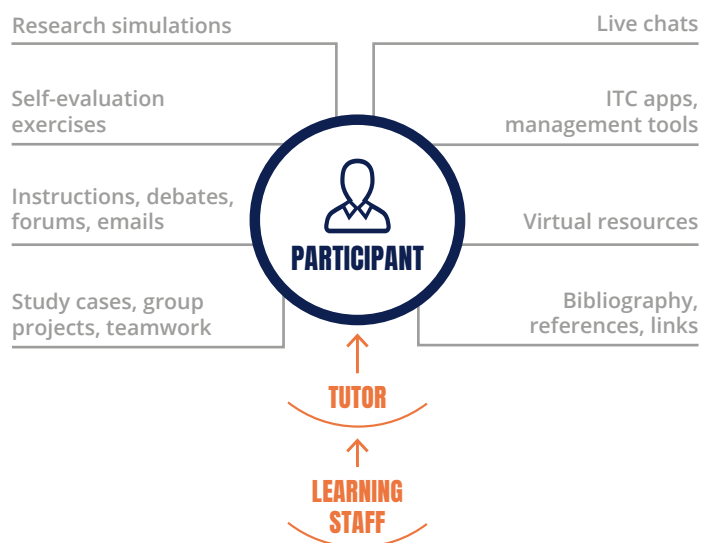 Research simulations
Self-evaluation
exercises
Instructions, debates,
forums, emails
Study cases, group
projects, teamwork
Live chats
ITC apps,
management tools
Virtual resources
Bibliography,
references, links
PARTICIPANT
TUTOR
LEARNING
STAFF